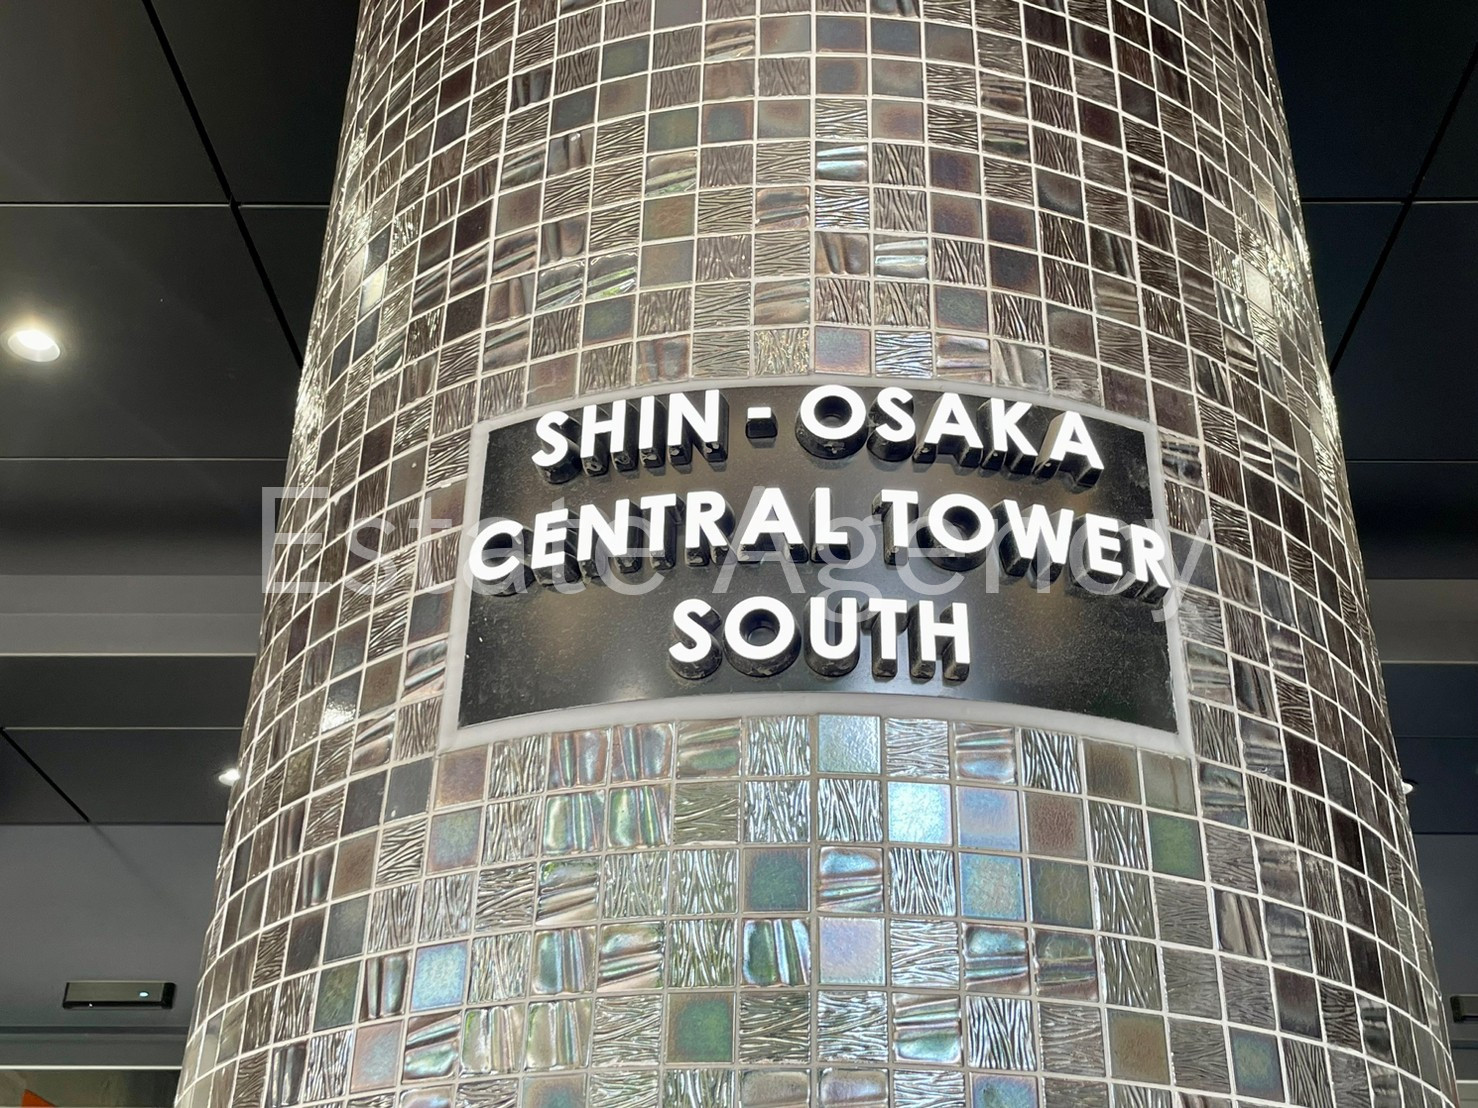 SHIN - OSAKA
CENTRAL TOWER
SOUTH
Estate Agency